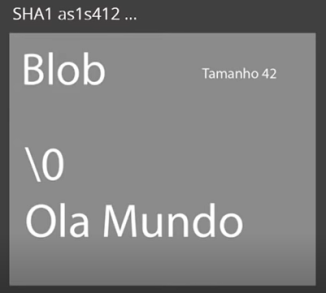 SHA1 as1s412 ...
Blob Tamanho 42
\0
Ola Mundo